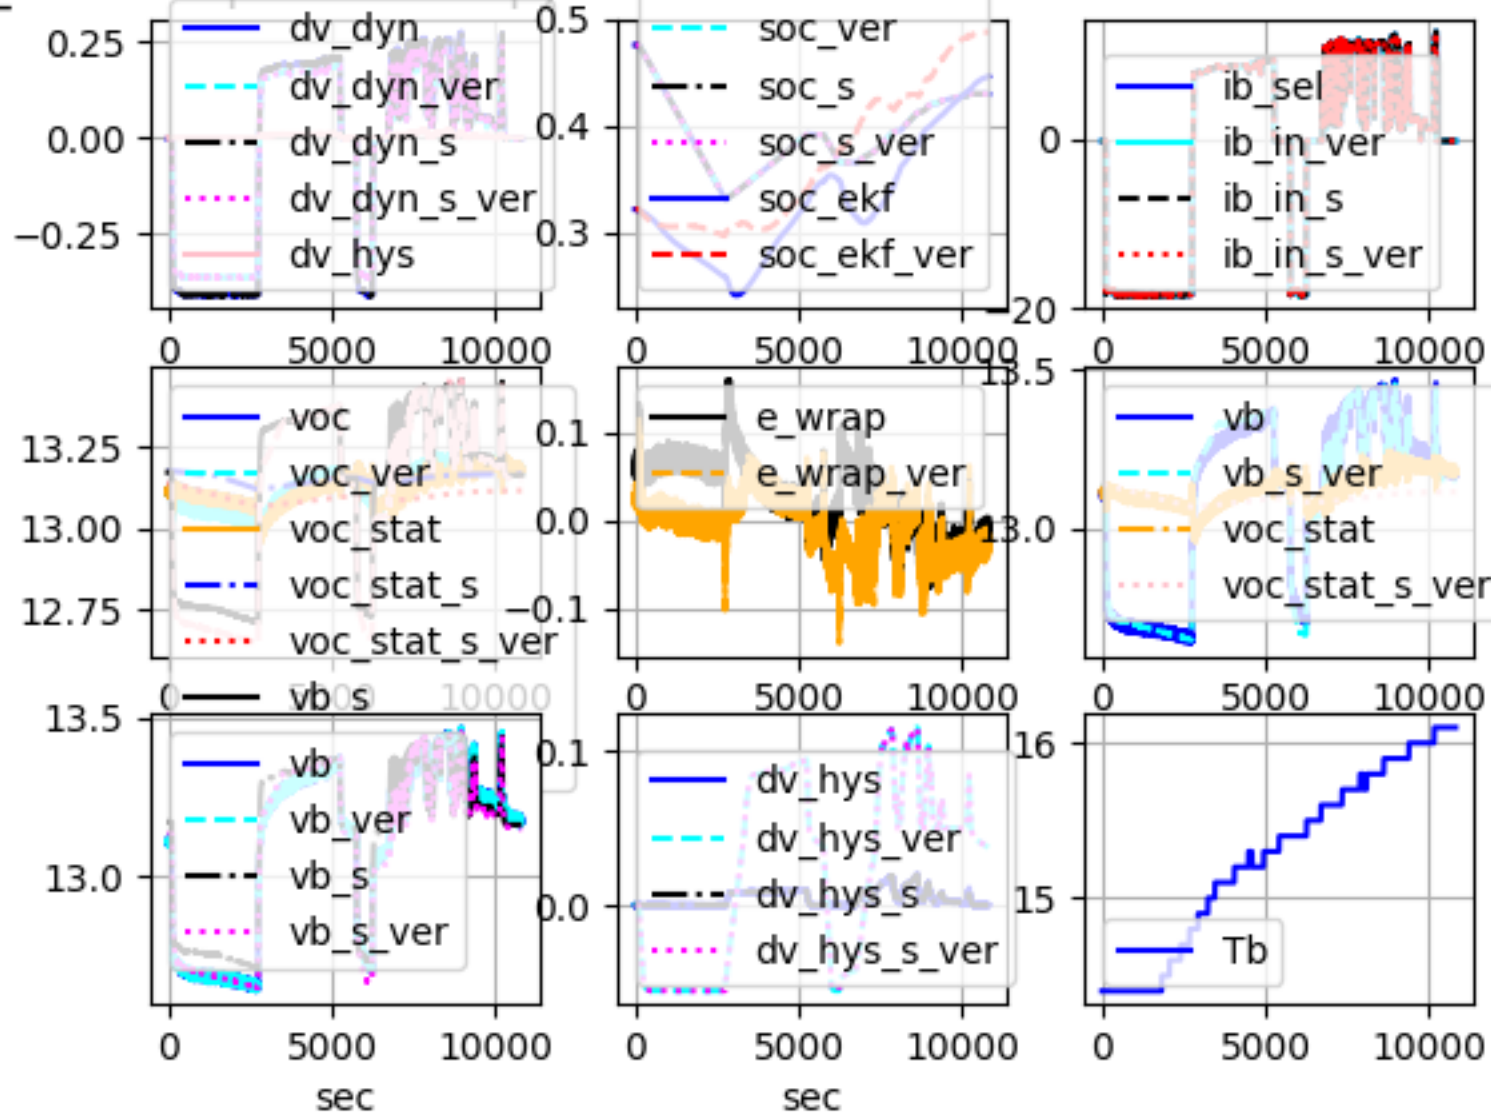 0.25
0.00
−0.25
dv_dyn
dv_dyn_ver
dv_dyn_s
dv_dyn_s_ver
dv_hys
0 5000 10000
0.5
0.4
0.3
soc_ver
soc_s
soc_s_ver
soc_ekf
soc_ekf_ver
0 5000 10000
0
−20
ib_sel
ib_in_ver
ib_in_s
ib_in_s_ver
0 5000 10000
13.25
13.00
12.75
voc
voc_ver
voc_stat
voc_stat_s
voc_stat_s_ver
vb_s
0 5000 10000
0.1
0.0
−0.1
e_wrap
e_wrap_ver
0 5000 10000
13.5
13.0
vb
vb_s_ver
voc_stat
voc_stat_s_ver
0 5000 10000
13.5
13.0
vb
vb_ver
vb_s
vb_s_ver
0 5000 10000
sec
0.1
0.0
dv_hys
dv_hys_ver
dv_hys_s
dv_hys_s_ver
0 5000 10000
sec
16
15
Tb
0 5000 10000